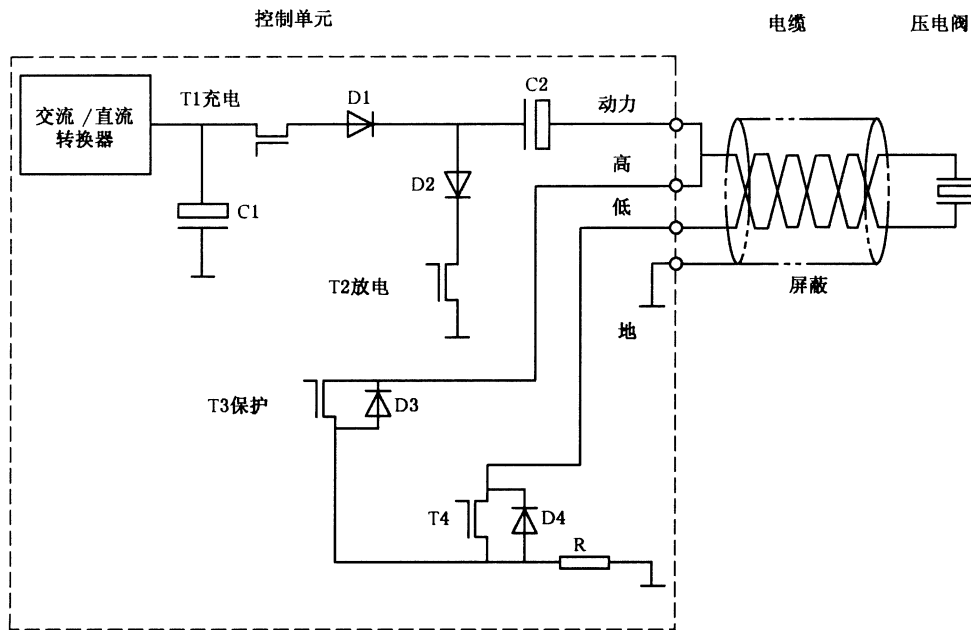 控制单元
电缆
压电阀
交流/直流
转换器
T1充电
D1
C2
动力
高
低
D2
C1
T2放电
屏蔽
地
T3保护
D3
T4
D4
R